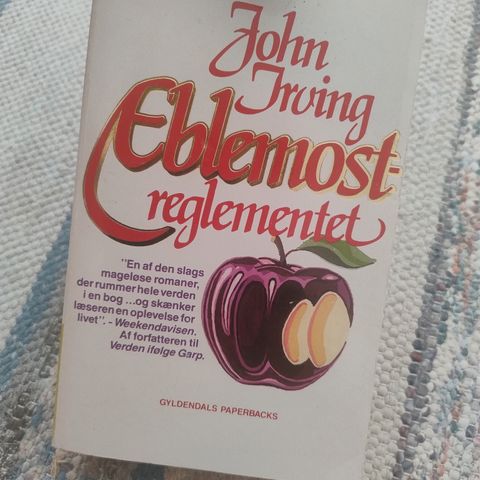 John
Irving
Æblemost-
reglementet
"En af den slags
mageløse romaner,
der rummer hele verden
i en bog ...og skænker
læseren en oplevelse for
livet". - Weekendavisen.
Af forfatteren til
Verden ifølge Garp.
GYLDENDALS PAPERBACKS